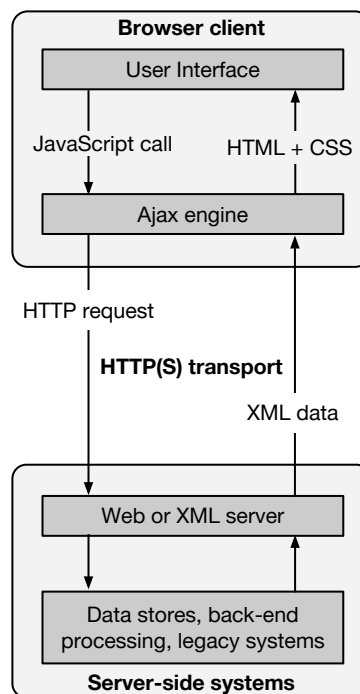 Browser client
User Interface
JavaScript call
HTML + CSS
Ajax engine
HTTP request
HTTP(S) transport
XML data
Web or XML server
Data stores, back-end
processing, legacy systems
Server-side systems